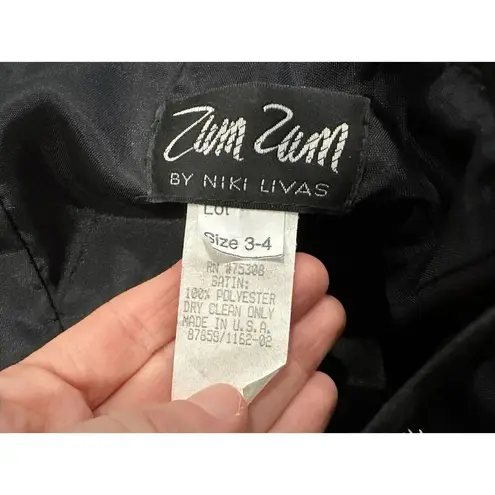 Zum Zum
BY NIKI LIVAS
Lot
Size 3-4
RN #75308
SATIN:
100% POLYESTER
DRY CLEAN ONLY
MADE IN U.S.A.
87859/1162-02